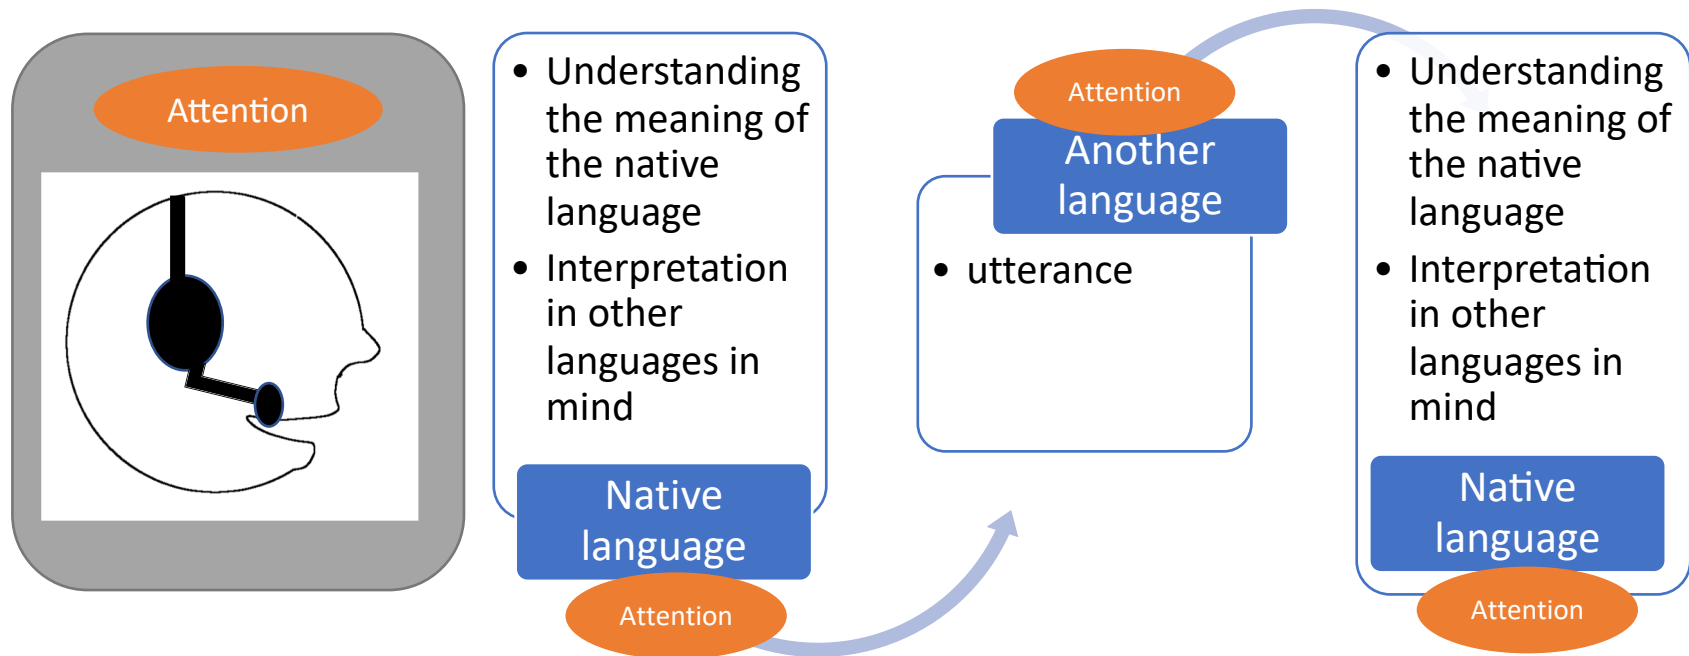 Attention
• Understanding
the meaning of
the native
language
• Interpretation
in other
languages in
mind
Native
language
Attention
Attention
Another
language
• utterance
• Understanding
the meaning of
the native
language
• Interpretation
in other
languages in
mind
Native
language
Attention